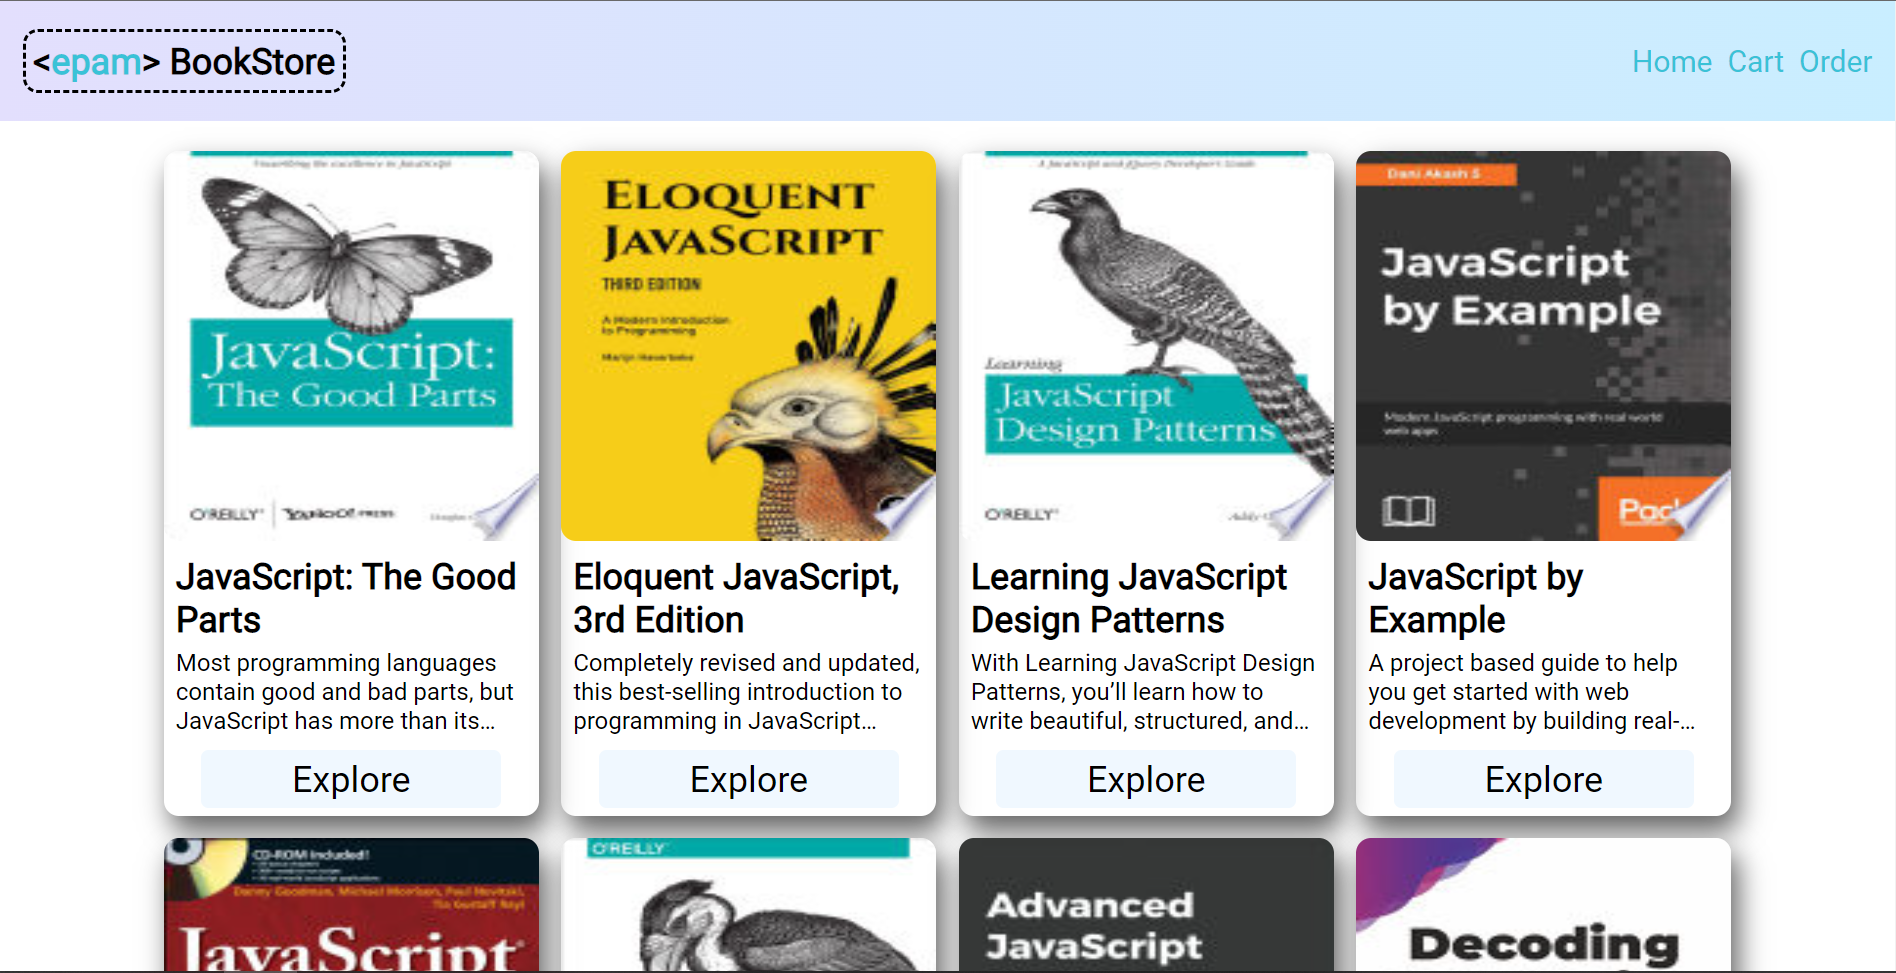 <epam> BookStore
Home Cart Order
JavaScript:
The Good Parts
O'REILLY® YAHOO! PRESS
JavaScript: The Good
Parts
Most programming languages
contain good and bad parts, but
JavaScript has more than its...
Explore
ELOQUENT
JAVASCRIPT
THIRD EDITION
A Modern Introduction
to Programming
Marijn Haverbeke
Eloquent JavaScript,
3rd Edition
Completely revised and updated,
this best-selling introduction to
programming in JavaScript...
Explore
A JavaScript and jQuery Developer's Guide
Learning
JavaScript
Design Patterns
O'REILLY®
Learning JavaScript
Design Patterns
With Learning JavaScript Design
Patterns, you’ll learn how to
write beautiful, structured, and...
Explore
Dani Akash S
JavaScript
by Example
Modern JavaScript programming with real world
web apps
Pac
JavaScript by
Example
A project based guide to help
you get started with web
development by building real-...
Explore
CD-ROM Included!
Danny Goodman, Michael Morrison, Paul Novitski,
Tia Gustaff Rayl
JavaScript®
O'REILLY®
Advanced
JavaScript
Decoding